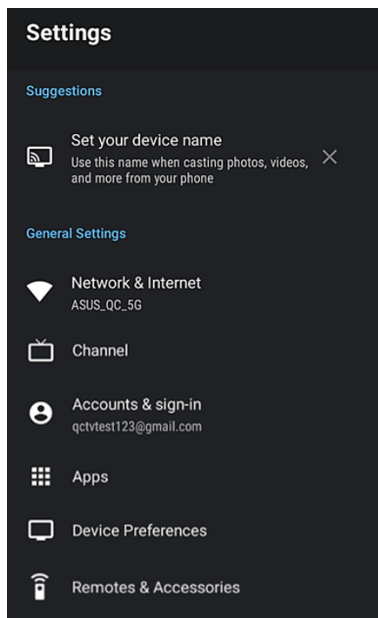 Settings
Suggestions
Set your device name
Use this name when casting photos, videos,
and more from your phone
General Settings
Network & Internet
ASUS_QC_5G
Channel
Accounts & sign-in
qctvtest123@gmail.com
Apps
Device Preferences
Remotes & Accessories